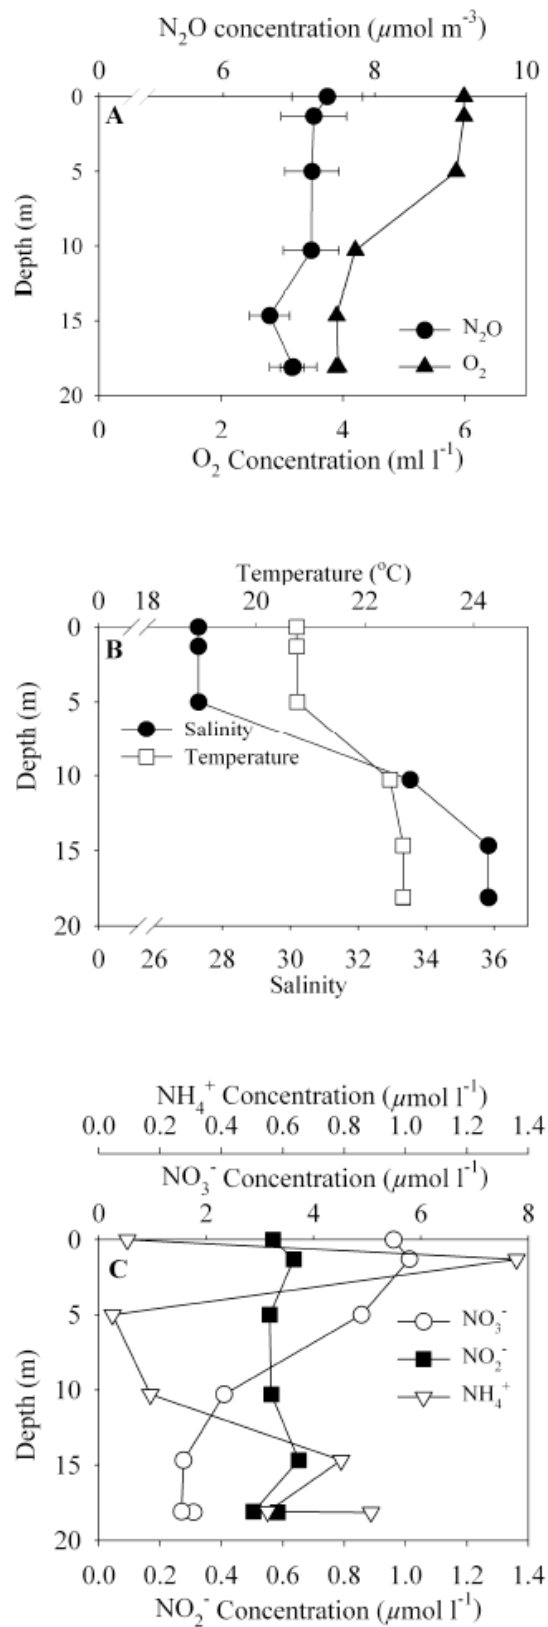 N₂O concentration (µmol m⁻³)
0 6 8 10
A
0
5
10
15
20
Depth (m)
N₂O
O₂
0 2 4 6
O₂ Concentration (ml l⁻¹)
Temperature (°C)
0 18 20 22 24
B
0
5
10
15
20
Depth (m)
Salinity
Temperature
0 26 28 30 32 34 36
Salinity
NH₄⁺ Concentration (µmol l⁻¹)
0.0 0.2 0.4 0.6 0.8 1.0 1.2 1.4
NO₃⁻ Concentration (µmol l⁻¹)
0 2 4 6 8
C
0
5
10
15
20
Depth (m)
NO₃⁻
NO₂⁻
NH₄⁺
0.0 0.2 0.4 0.6 0.8 1.0 1.2 1.4
NO₂⁻ Concentration (µmol l⁻¹)